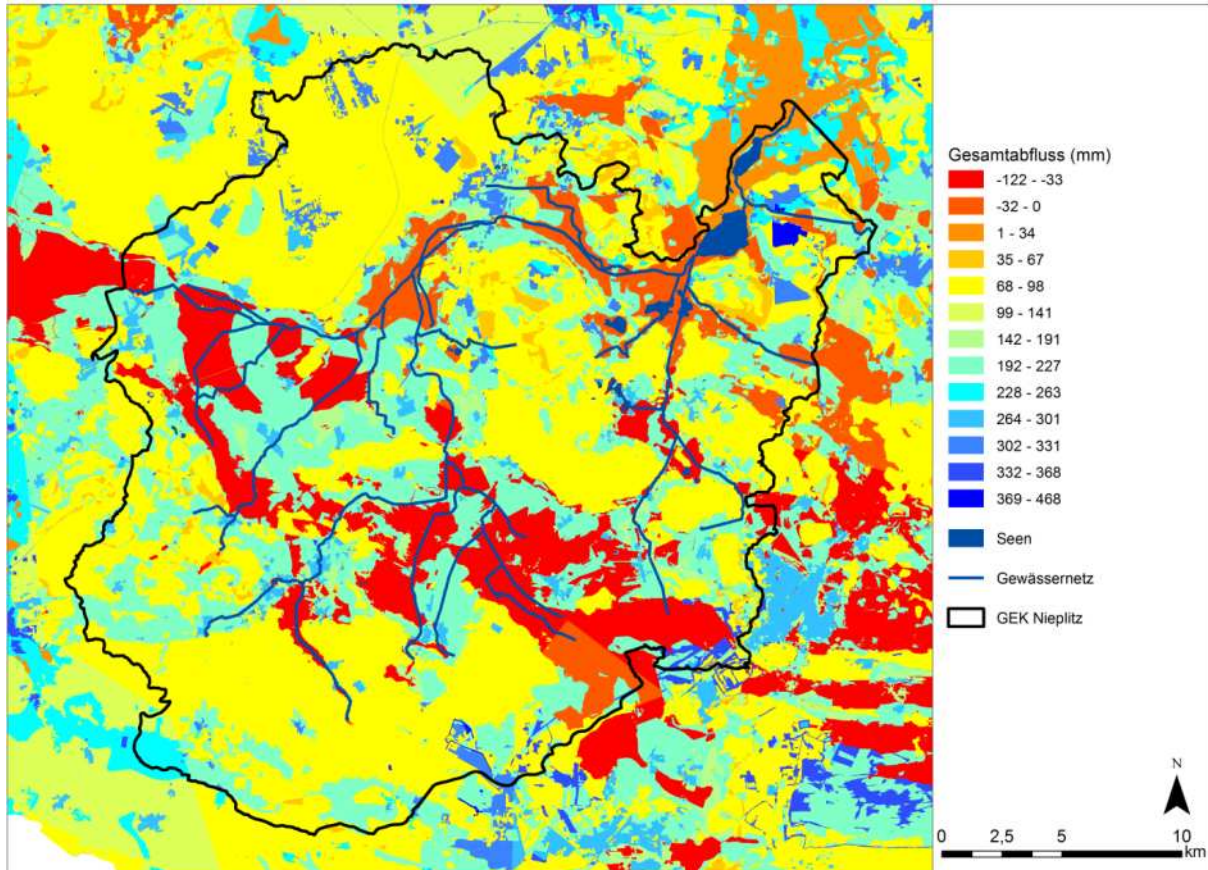 Gesamtabfluss (mm)
-122 - -33
-32 - 0
1 - 34
35 - 67
68 - 98
99 - 141
142 - 191
192 - 227
228 - 263
264 - 301
302 - 331
332 - 368
369 - 468
Seen
Gewässernetz
GEK Nieplitz
N
0 2,5 5 10
km